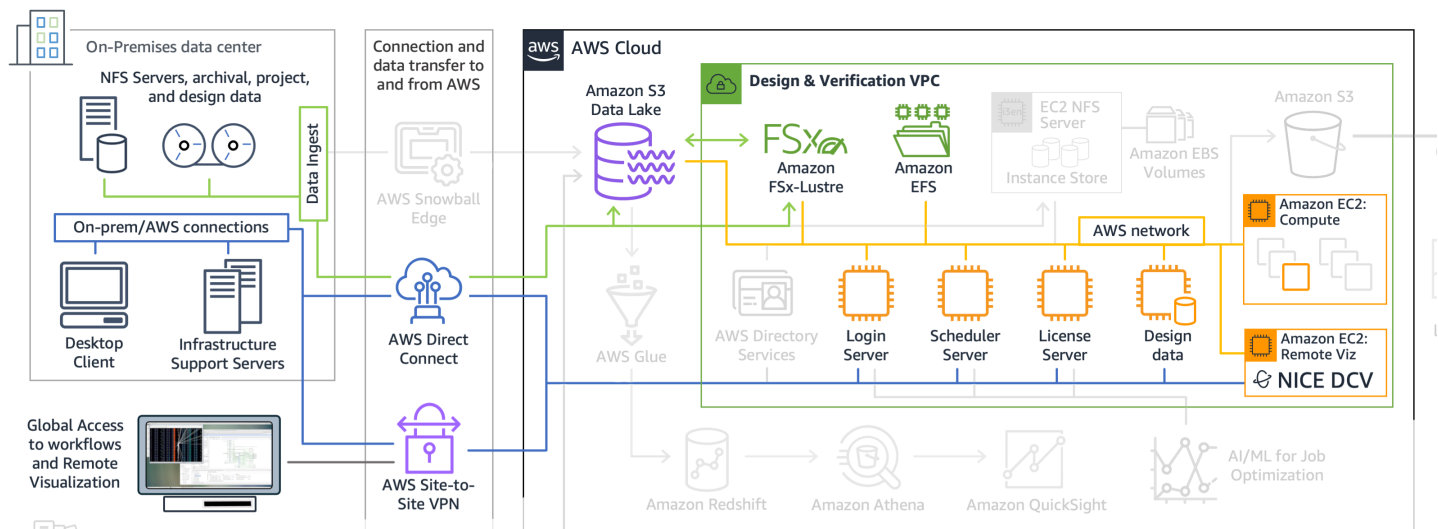 On-Premises data center
NFS Servers, archival, project,
and design data
Data Ingest
On-prem/AWS connections
Desktop
Client
Infrastructure
Support Servers
Global Access
to workflows
and Remote
Visualization
Connection and
data transfer to
and from AWS
AWS Snowball
Edge
AWS Direct
Connect
AWS Site-to-
Site VPN
aws
AWS Cloud
Amazon S3
Data Lake
AWS Glue
Design & Verification VPC
FSx
Amazon
FSx-Lustre
Amazon
EFS
EC2 NFS
Server
Instance Store
Amazon EBS
Volumes
Amazon S3
AWS network
Amazon EC2:
Compute
AWS Directory
Services
Login
Server
Scheduler
Server
License
Server
Design
data
Amazon EC2:
Remote Viz
NICE DCV
Amazon Redshift
Amazon Athena
Amazon QuickSight
AI/ML for Job
Optimization